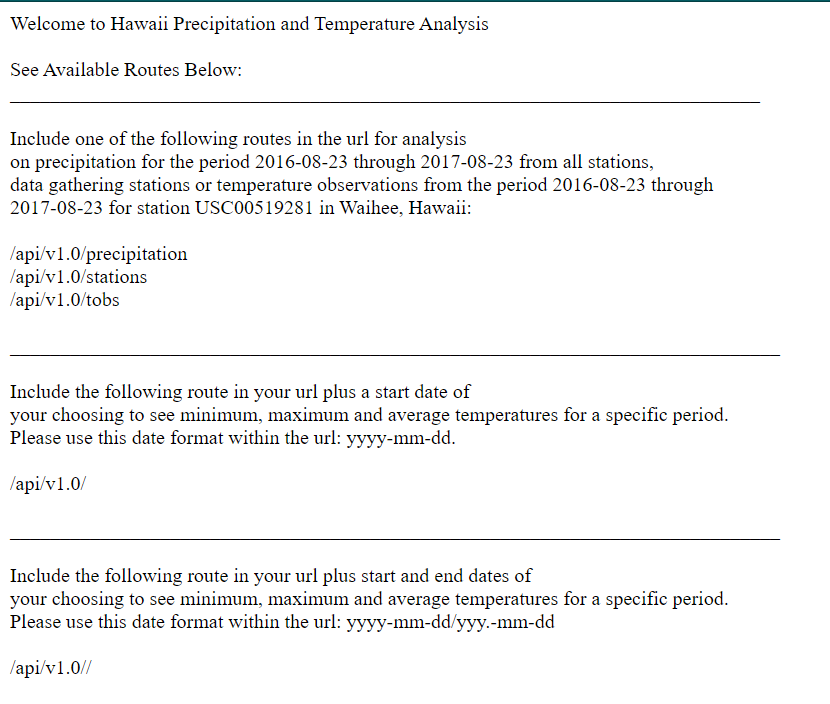 Welcome to Hawaii Precipitation and Temperature Analysis
See Available Routes Below:
Include one of the following routes in the url for analysis
on precipitation for the period 2016-08-23 through 2017-08-23 from all stations,
data gathering stations or temperature observations from the period 2016-08-23 through
2017-08-23 for station USC00519281 in Waihee, Hawaii:
/api/v1.0/precipitation
/api/v1.0/stations
/api/v1.0/tobs
Include the following route in your url plus a start date of
your choosing to see minimum, maximum and average temperatures for a specific period.
Please use this date format within the url: yyyy-mm-dd.
/api/v1.0/
Include the following route in your url plus start and end dates of
your choosing to see minimum, maximum and average temperatures for a specific period.
Please use this date format within the url: yyyy-mm-dd/yyy.-mm-dd
/api/v1.0//